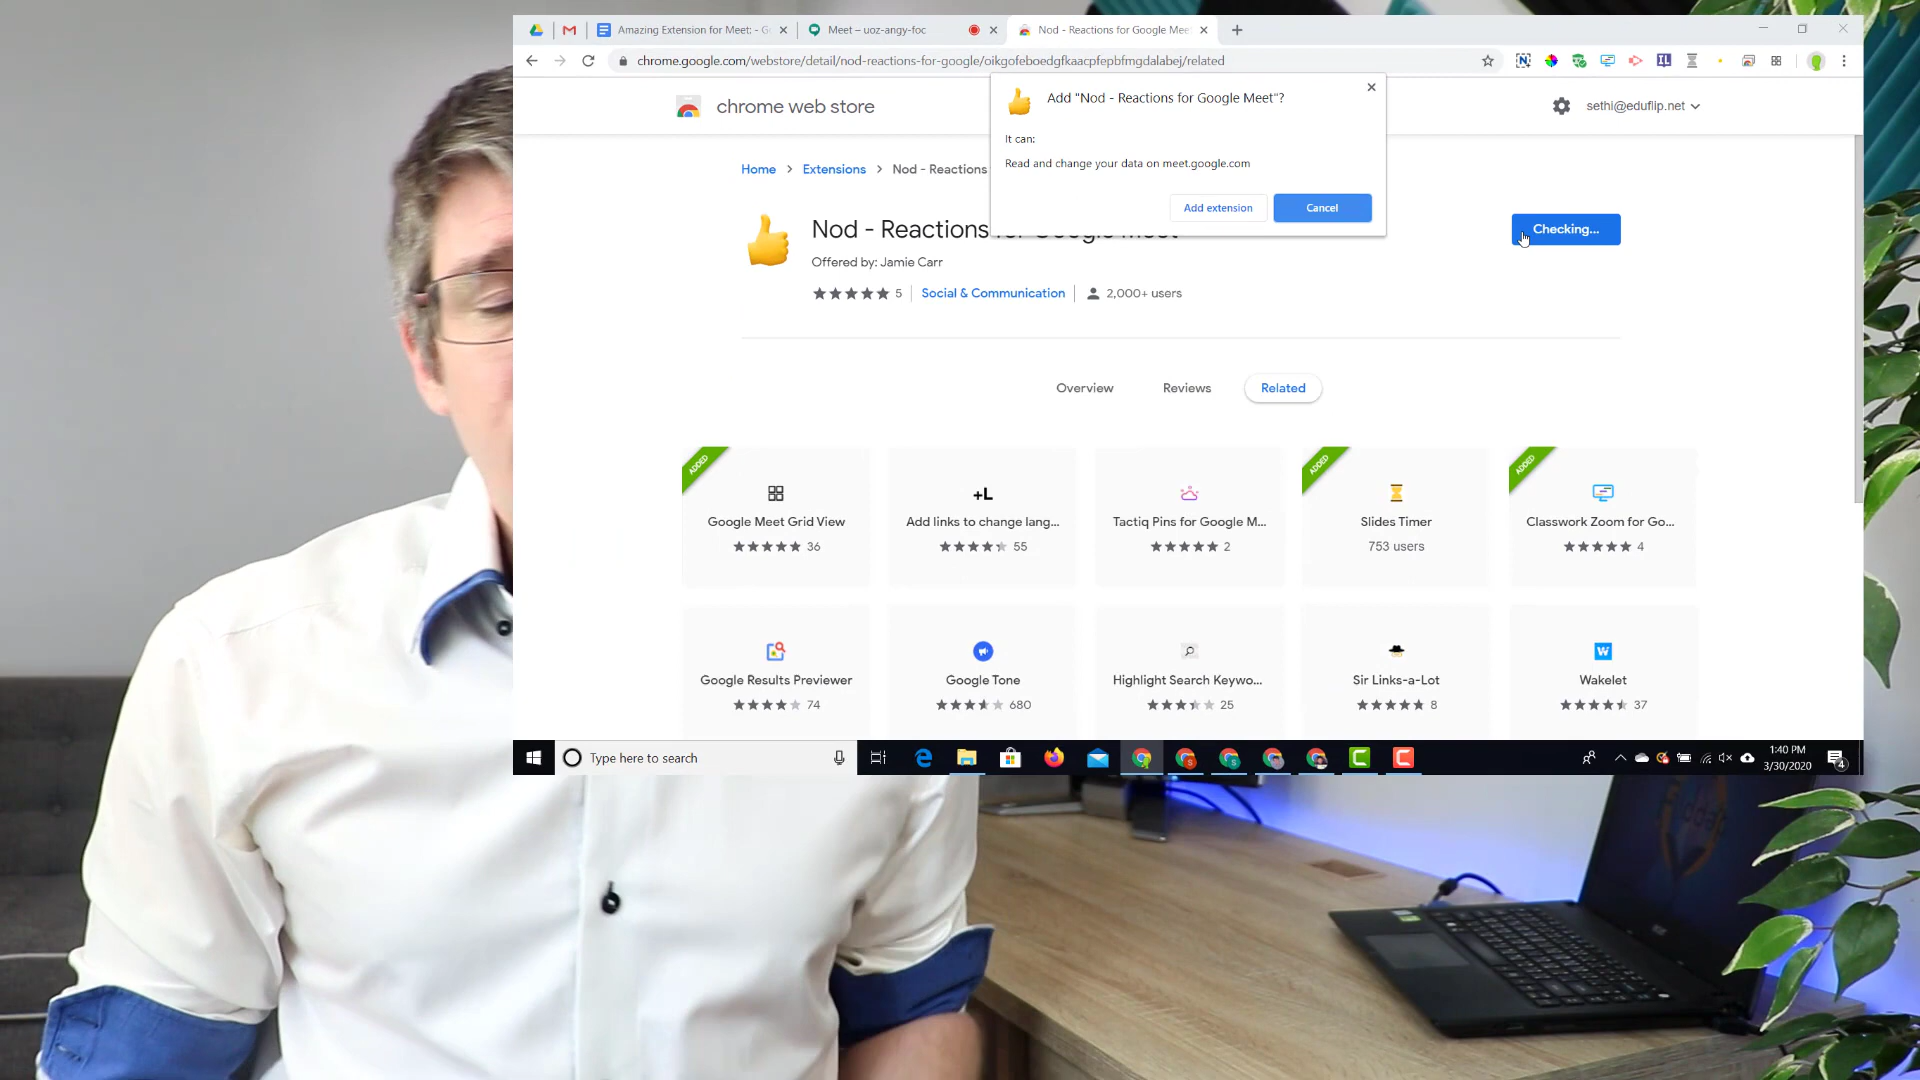 Amazing Extension for Meet: - G
Meet – uoz-angy-foc
Nod - Reactions for Google Mee
chrome.google.com/webstore/detail/nod-reactions-for-google/oikgofeboedgfkaacpfepbfmgdalabej/related
chrome web store
sethi@eduflip.net
Add "Nod - Reactions for Google Meet"?
It can:
Read and change your data on meet.google.com
Add extension
Cancel
Home > Extensions > Nod - Reactions
Nod - Reactions for Google Meet
Checking...
Offered by: Jamie Carr
5
Social & Communication
2,000+ users
Overview
Reviews
Related
ADDED
ADDED
ADDED
+L
Google Meet Grid View
Add links to change lang...
Tactiq Pins for Google M...
Slides Timer
Classwork Zoom for Go...
36
55
2
753 users
4
Google Results Previewer
Google Tone
Highlight Search Keywo...
Sir Links-a-Lot
Wakelet
74
680
25
8
37
Type here to search
1:40 PM
3/30/2020
4